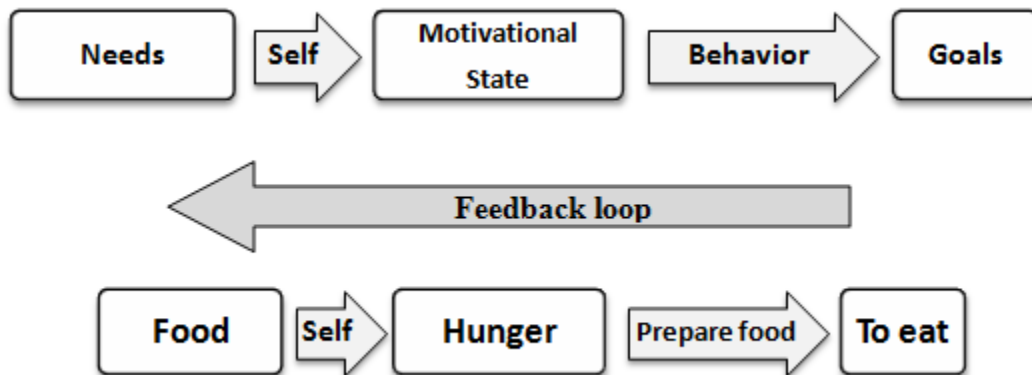 Needs
Self
Motivational
State
Behavior
Goals
Feedback loop
Food
Self
Hunger
Prepare food
To eat